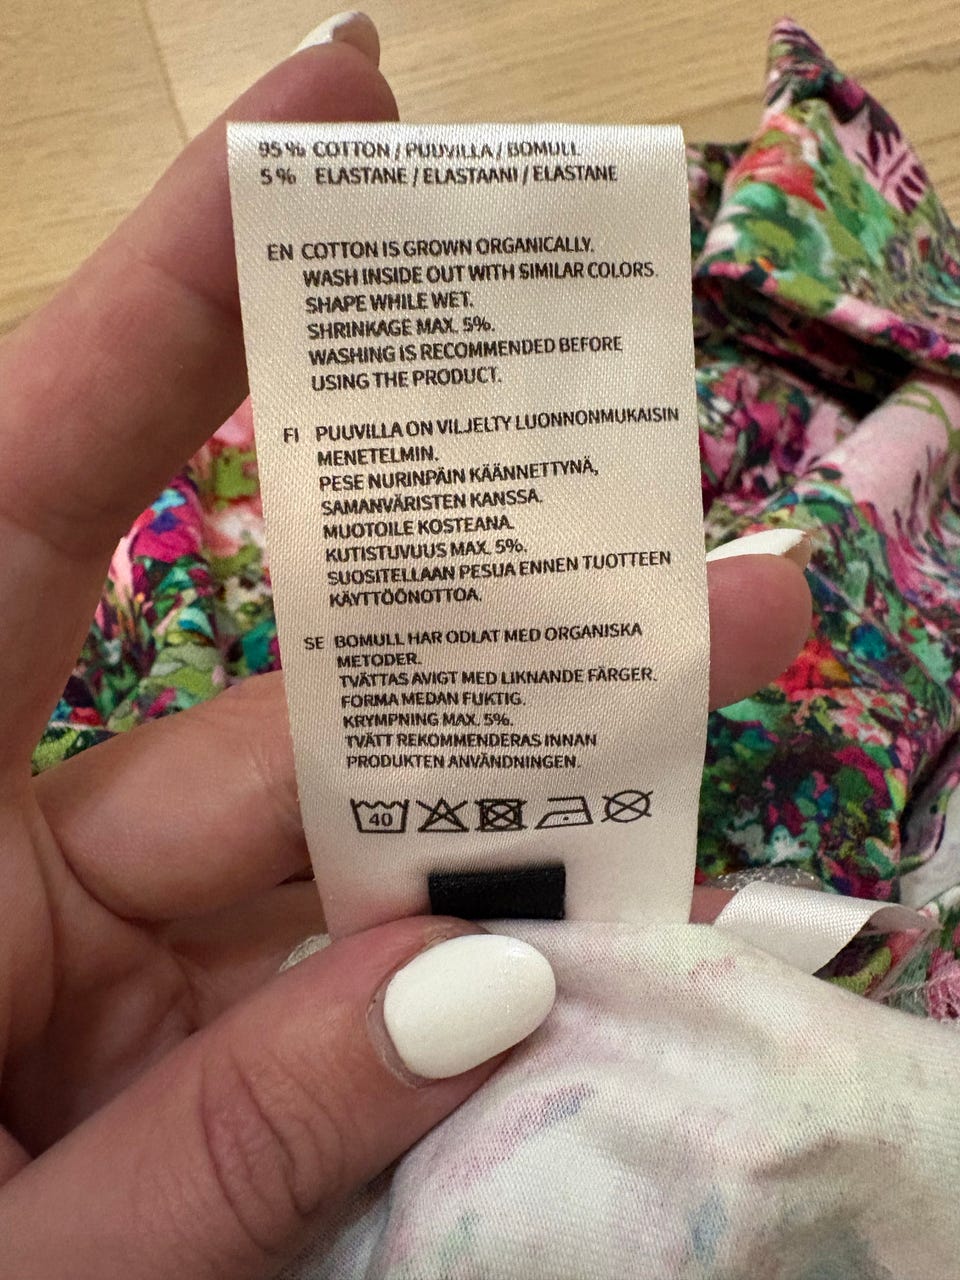 95 % COTTON / PUUVILLA / BOMULL
5 % ELASTANE / ELASTAANI / ELASTANE
EN COTTON IS GROWN ORGANICALLY.
WASH INSIDE OUT WITH SIMILAR COLORS.
SHAPE WHILE WET.
SHRINKAGE MAX. 5%.
WASHING IS RECOMMENDED BEFORE
USING THE PRODUCT.
FI PUUVILLA ON VILJELTY LUONNONMUKAISIN
MENETELMIN.
PESE NURINPÄIN KÄÄNNETTYNÄ,
SAMANVÄRISTEN KANSSA.
MUOTOILE KOSTEANA.
KUTISTUVUUS MAX. 5%.
SUOSITELLAAN PESUA ENNEN TUOTTEEN
KÄYTTÖÖNOTTOA.
SE BOMULL HAR ODLAT MED ORGANISKA
METODER.
TVÄTTAS AVIGT MED LIKNANDE FÄRGER.
FORMA MEDAN FUKTIG.
KRYMPNING MAX. 5%.
TVÄTT REKOMMENDERAS INNAN
PRODUKTEN ANVÄNDNINGEN.
40